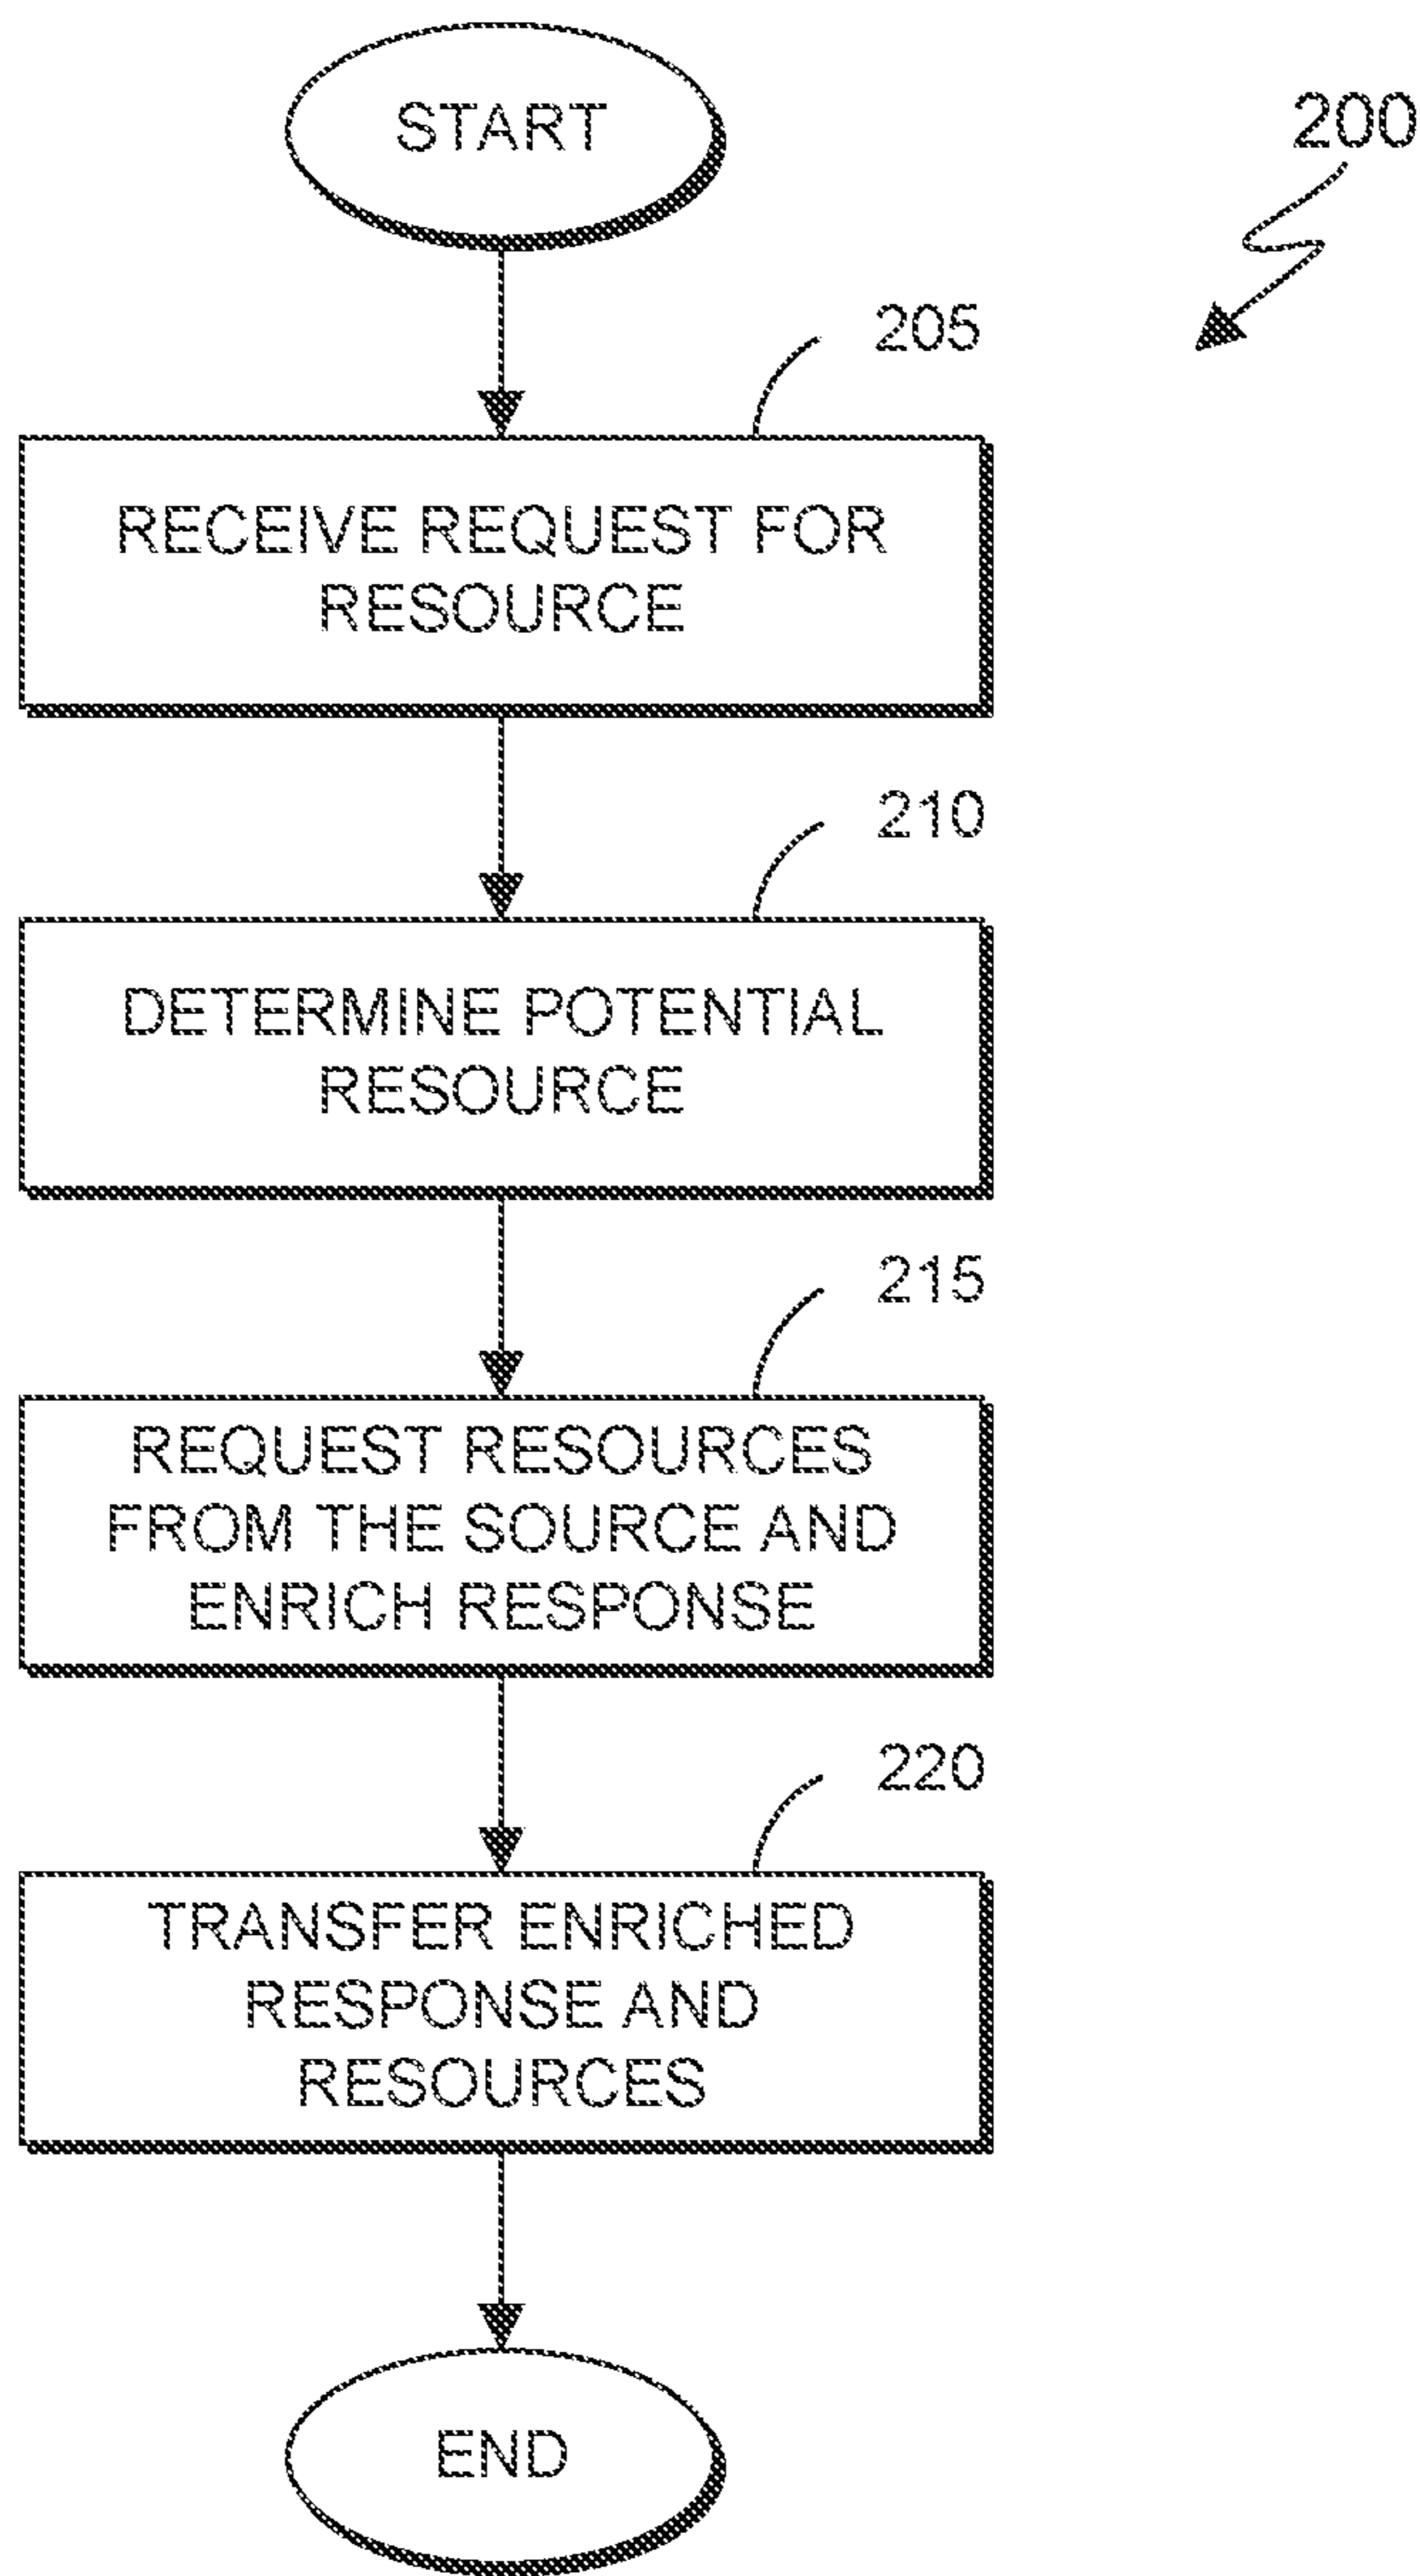 START
200
205
RECEIVE REQUEST FOR
RESOURCE
210
DETERMINE POTENTIAL
RESOURCE
215
REQUEST RESOURCES
FROM THE SOURCE AND
ENRICH RESPONSE
220
TRANSFER ENRICHED
RESPONSE AND
RESOURCES
END